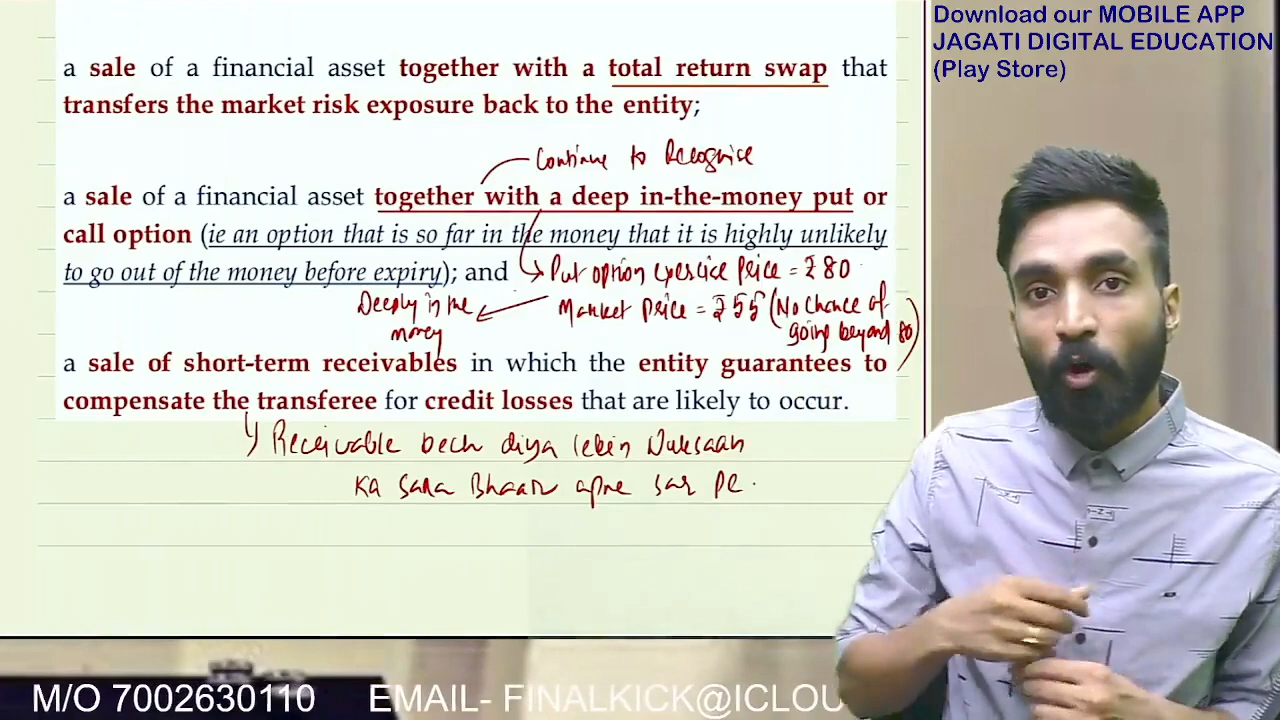 Download our MOBILE APP
JAGATI DIGITAL EDUCATION
(Play Store)
a sale of a financial asset together with a total return swap that
transfers the market risk exposure back to the entity;
Continue to Recognise
a sale of a financial asset together with a deep in-the-money put or
call option (ie an option that is so far in the money that it is highly unlikely
to go out of the money before expiry); and
Put option exercise Price = ₹80
Deeply in the
money
Market Price = ₹55 (No chance of
going beyond 80)
a sale of short-term receivables in which the entity guarantees to
compensate the transferee for credit losses that are likely to occur.
Receivable bech diya lekin Nuksaan
Ka Sara Bhaar apne sar Pe.
M/O 7002630110 EMAIL- FINALKICK@ICLOU